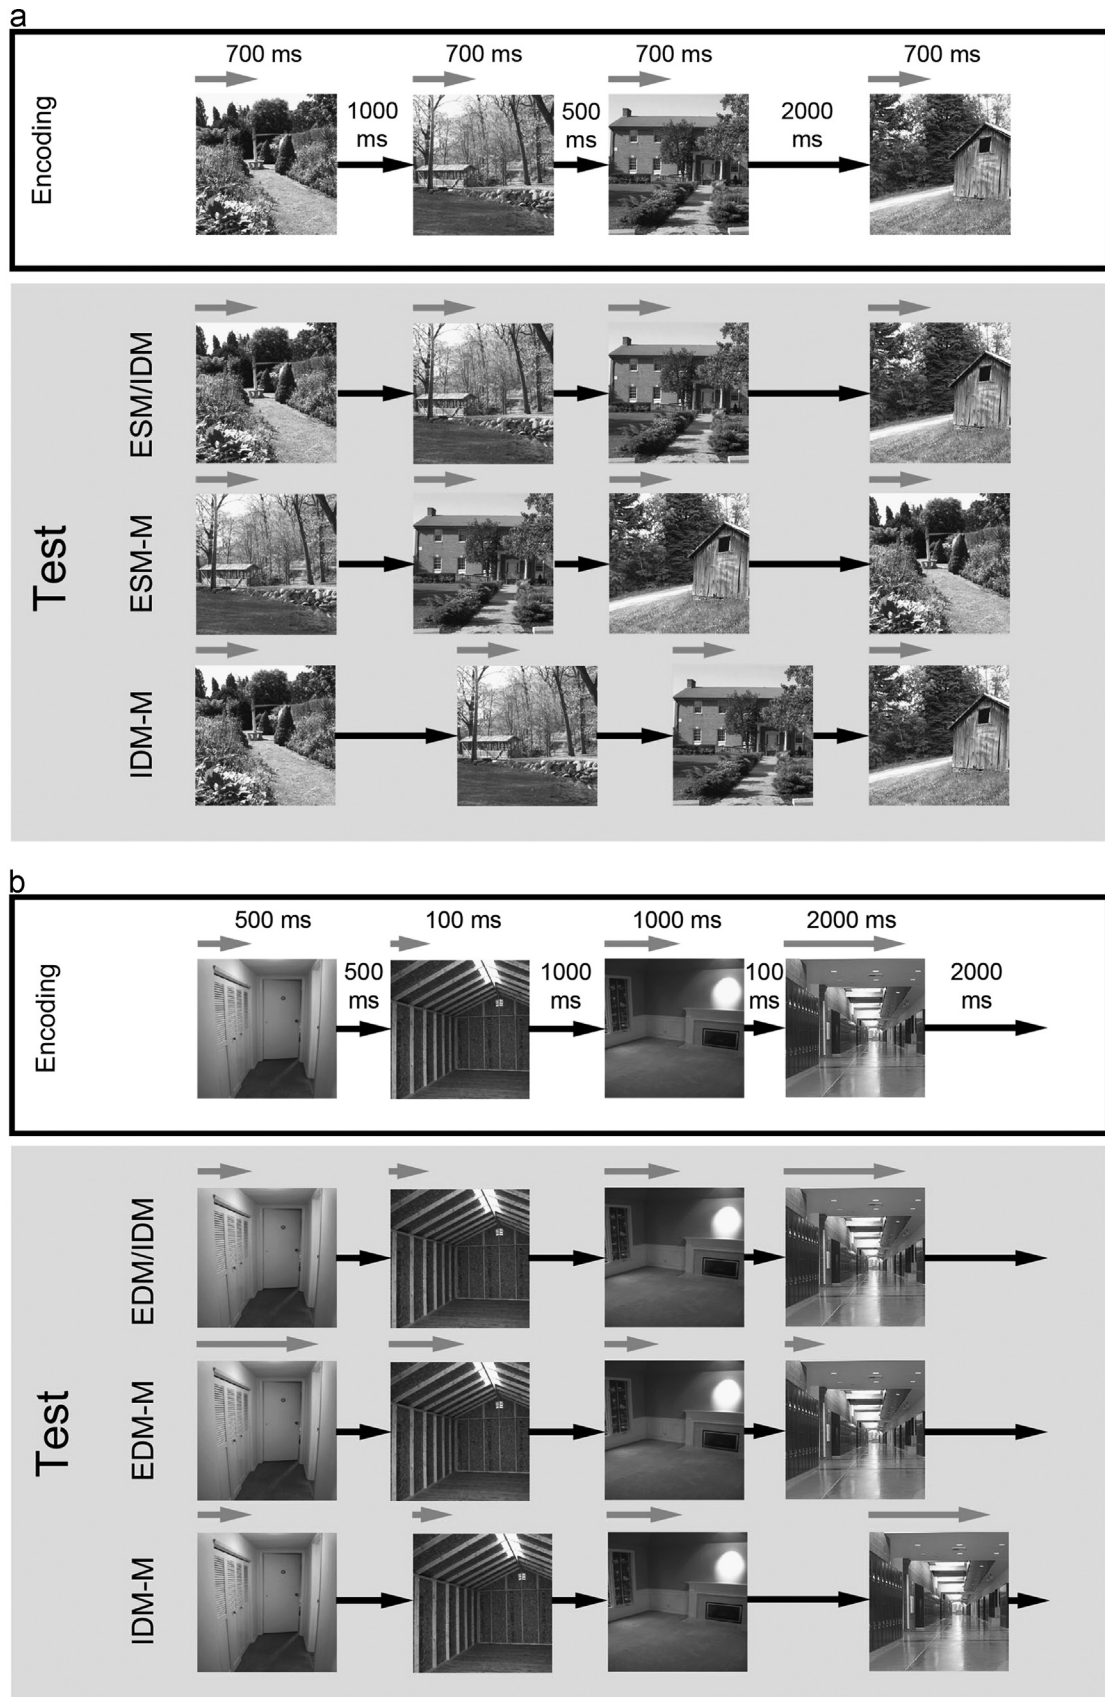 a
Encoding
700 ms
700 ms
700 ms
700 ms
1000
ms
500
ms
2000
ms
Test
ESM/IDM
ESM-M
IDM-M
b
Encoding
500 ms
100 ms
1000 ms
2000 ms
500
ms
1000
ms
100
ms
2000
ms
Test
EDM/IDM
EDM-M
IDM-M